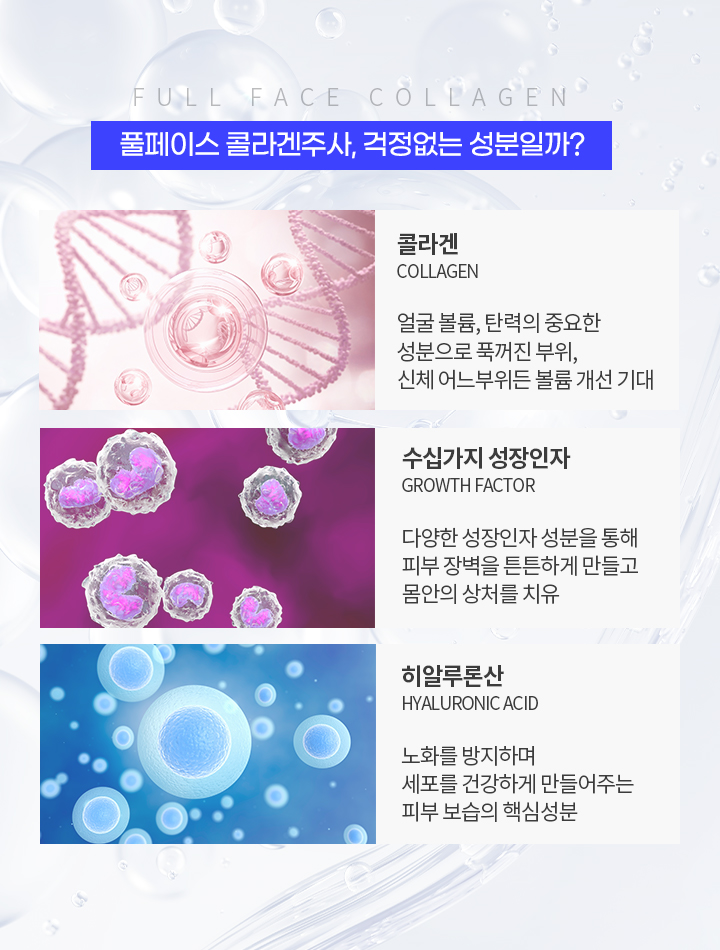 FULL FACE COLLAGEN
풀페이스 콜라겐주사, 걱정없는 성분일까?
콜라겐
COLLAGEN
얼굴 볼륨, 탄력의 중요한
성분으로 푹꺼진 부위,
신체 어느부위든 볼륨 개선 기대
수십가지 성장인자
GROWTH FACTOR
다양한 성장인자 성분을 통해
피부 장벽을 튼튼하게 만들고
몸안의 상처를 치유
히알루론산
HYALURONIC ACID
노화를 방지하며
세포를 건강하게 만들어주는
피부 보습의 핵심성분